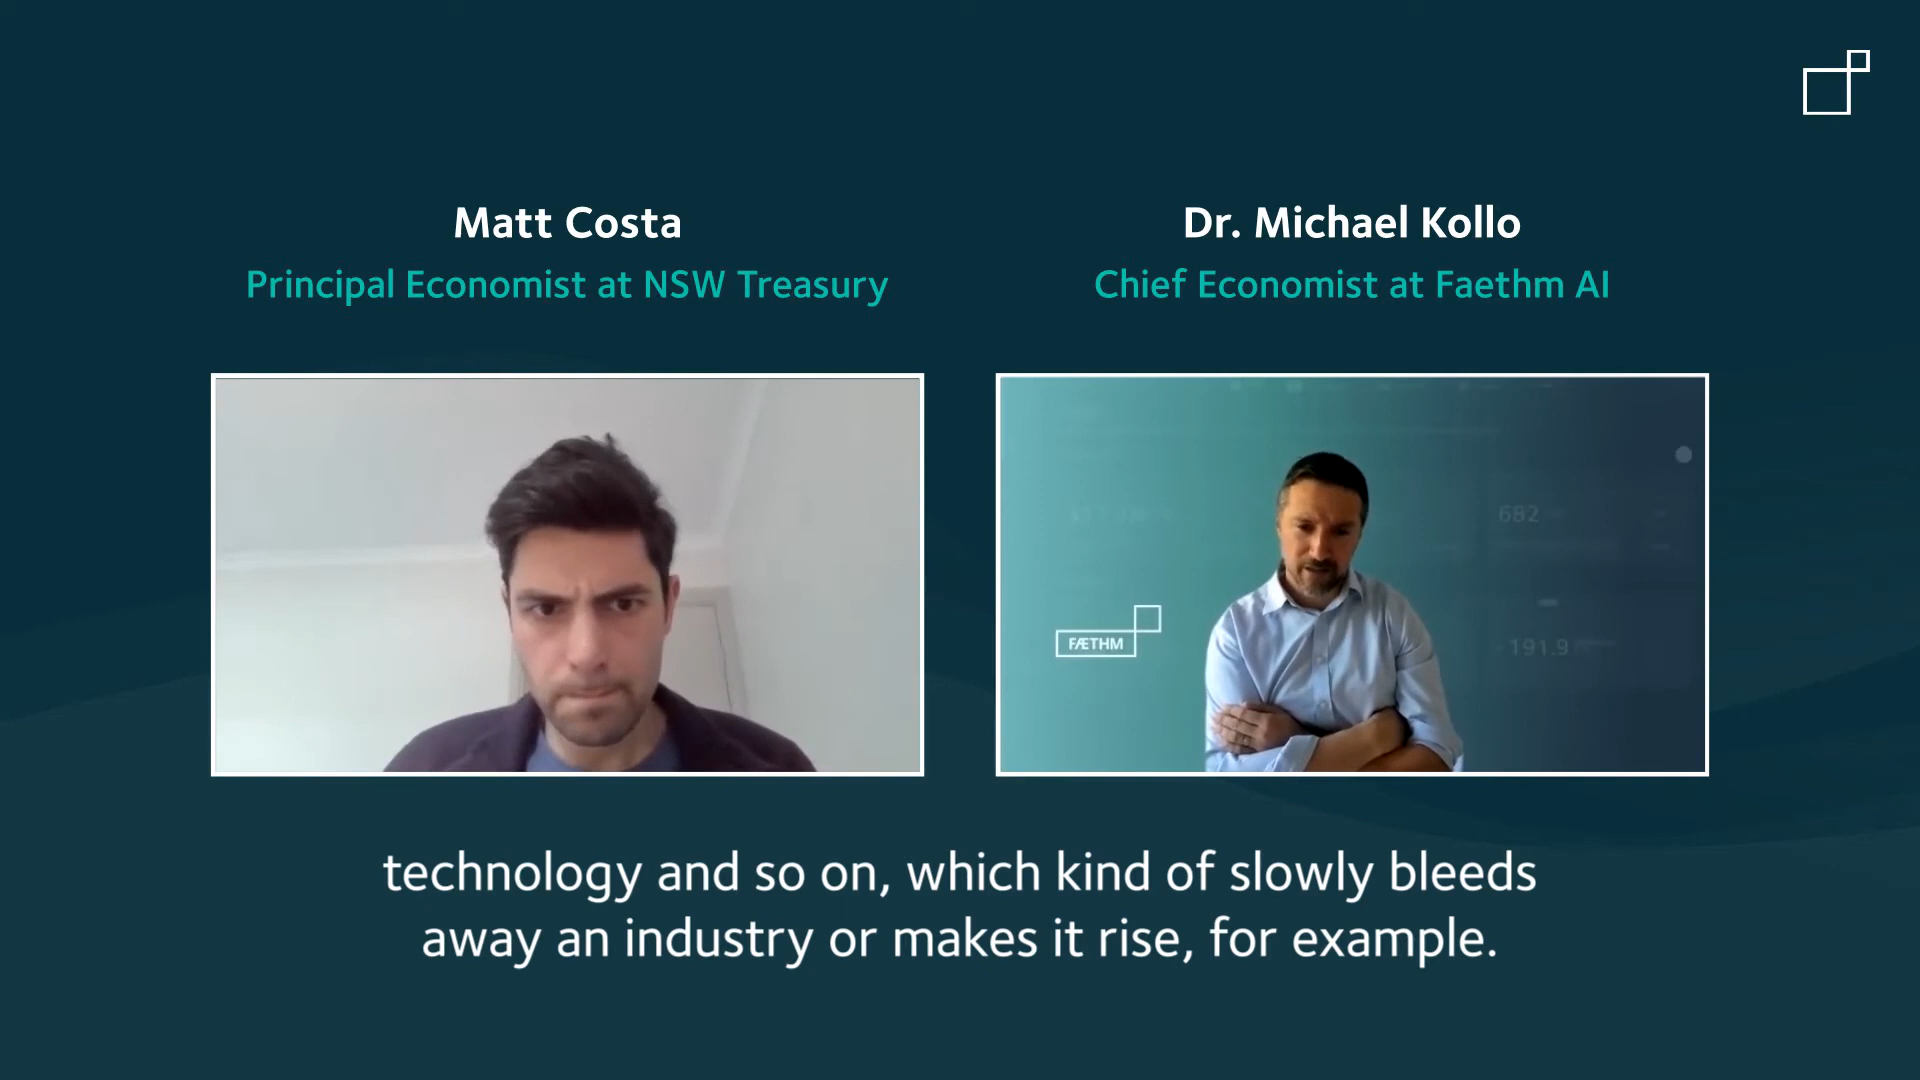 Matt Costa
Principal Economist at NSW Treasury
Dr. Michael Kollo
Chief Economist at Faethm AI
682
FÆTHM
191.9
technology and so on, which kind of slowly bleeds
away an industry or makes it rise, for example.